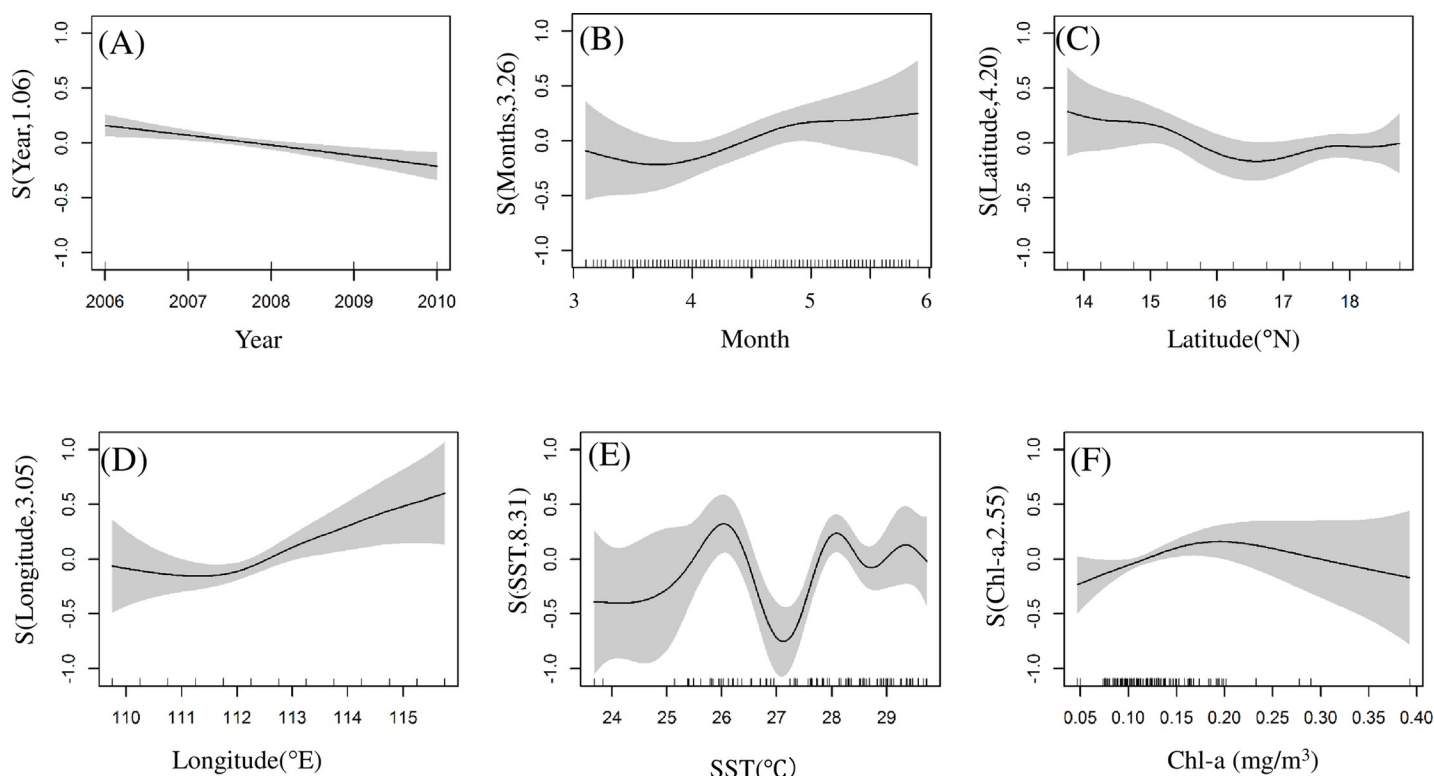 (A)
S(Year,1.06)
1.0
0.5
0.0
-0.5
-1.0
2006 2007 2008 2009 2010
Year
(B)
S(Months,3.26)
1.0
0.5
0.0
-0.5
-1.0
3 4 5 6
Month
(C)
S(Latitude,4.20)
1.0
0.5
0.0
-0.5
-1.0
14 15 16 17 18
Latitude(°N)
(D)
S(Longitude,3.05)
1.0
0.5
0.0
-0.5
-1.0
110 111 112 113 114 115
Longitude(°E)
(E)
S(SST,8.31)
1.0
0.5
0.0
-0.5
-1.0
24 25 26 27 28 29
SST(℃)
(F)
S(Chl-a,2.55)
1.0
0.5
0.0
-0.5
-1.0
0.05 0.10 0.15 0.20 0.25 0.30 0.35 0.40
Chl-a (mg/m³)